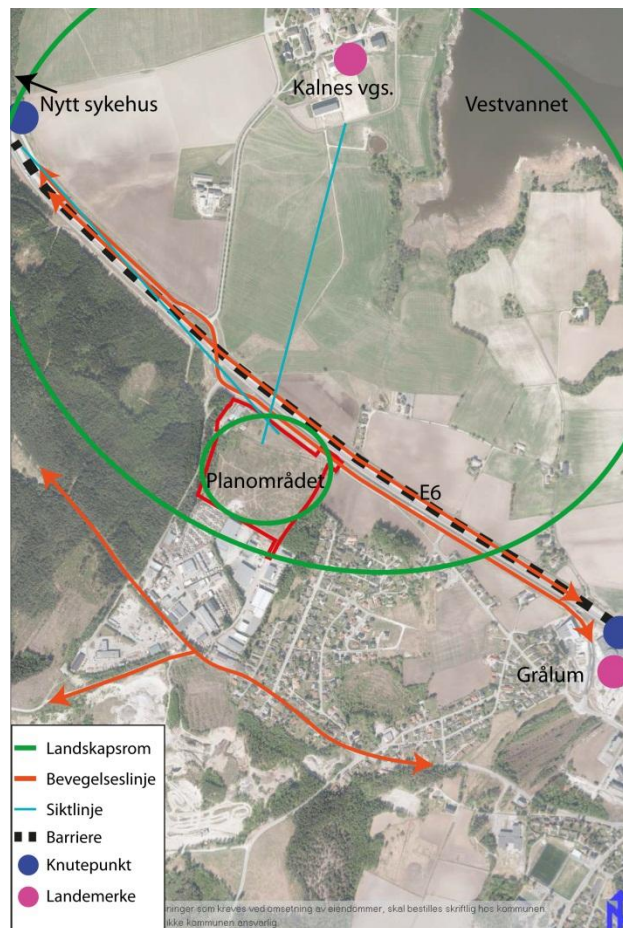 Nytt sykehus
Kalnes vgs.
Vestvannet
Planområdet
E6
Grålum
Landskapsrom
Bevegelseslinje
Siktlinje
Barriere
Knutepunkt
Landemerke
som kreves ved omsetning av eiendommer, skal bestilles skriftlig hos kommunen.
ikke kommunen ansvarlig.